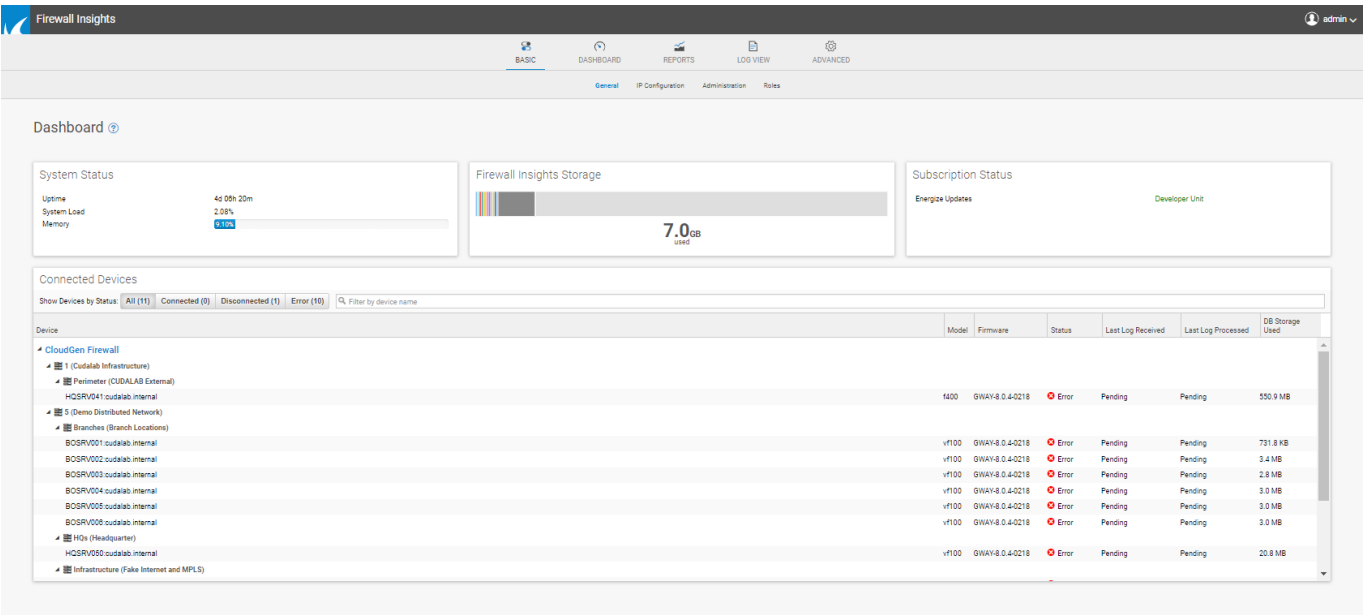 Firewall Insights
admin
BASIC DASHBOARD REPORTS LOG VIEW ADVANCED
General IP Configuration Administration Roles
Dashboard ?
System Status
Uptime 4d 06h 20m
System Load 2.08%
Memory 9.10%
Firewall Insights Storage
7.0GB
used
Subscription Status
Energize Updates Developer Unit
Connected Devices
Show Devices by Status: All (11) Connected (0) Disconnected (1) Error (10) Filter by device name
Device Model Firmware Status Last Log Received Last Log Processed DB Storage Used
CloudGen Firewall
1 (Cudalab Infrastructure)
Perimeter (CUDALAB External)
HQSRV041:cudalab.internal f400 GWAY-8.0.4-0218 Error Pending Pending 550.9 MB
5 (Demo Distributed Network)
Branches (Branch Locations)
BOSRV001:cudalab.internal vf100 GWAY-8.0.4-0218 Error Pending Pending 731.8 KB
BOSRV002:cudalab.internal vf100 GWAY-8.0.4-0218 Error Pending Pending 3.4 MB
BOSRV003:cudalab.internal vf100 GWAY-8.0.4-0218 Error Pending Pending 2.8 MB
BOSRV004:cudalab.internal vf100 GWAY-8.0.4-0218 Error Pending Pending 3.0 MB
BOSRV005:cudalab.internal vf100 GWAY-8.0.4-0218 Error Pending Pending 3.0 MB
BOSRV006:cudalab.internal vf100 GWAY-8.0.4-0218 Error Pending Pending 3.0 MB
HQs (Headquarter)
HQSRV050:cudalab.internal vf100 GWAY-8.0.4-0218 Error Pending Pending 20.8 MB
Infrastructure (Fake Internet and MPLS)